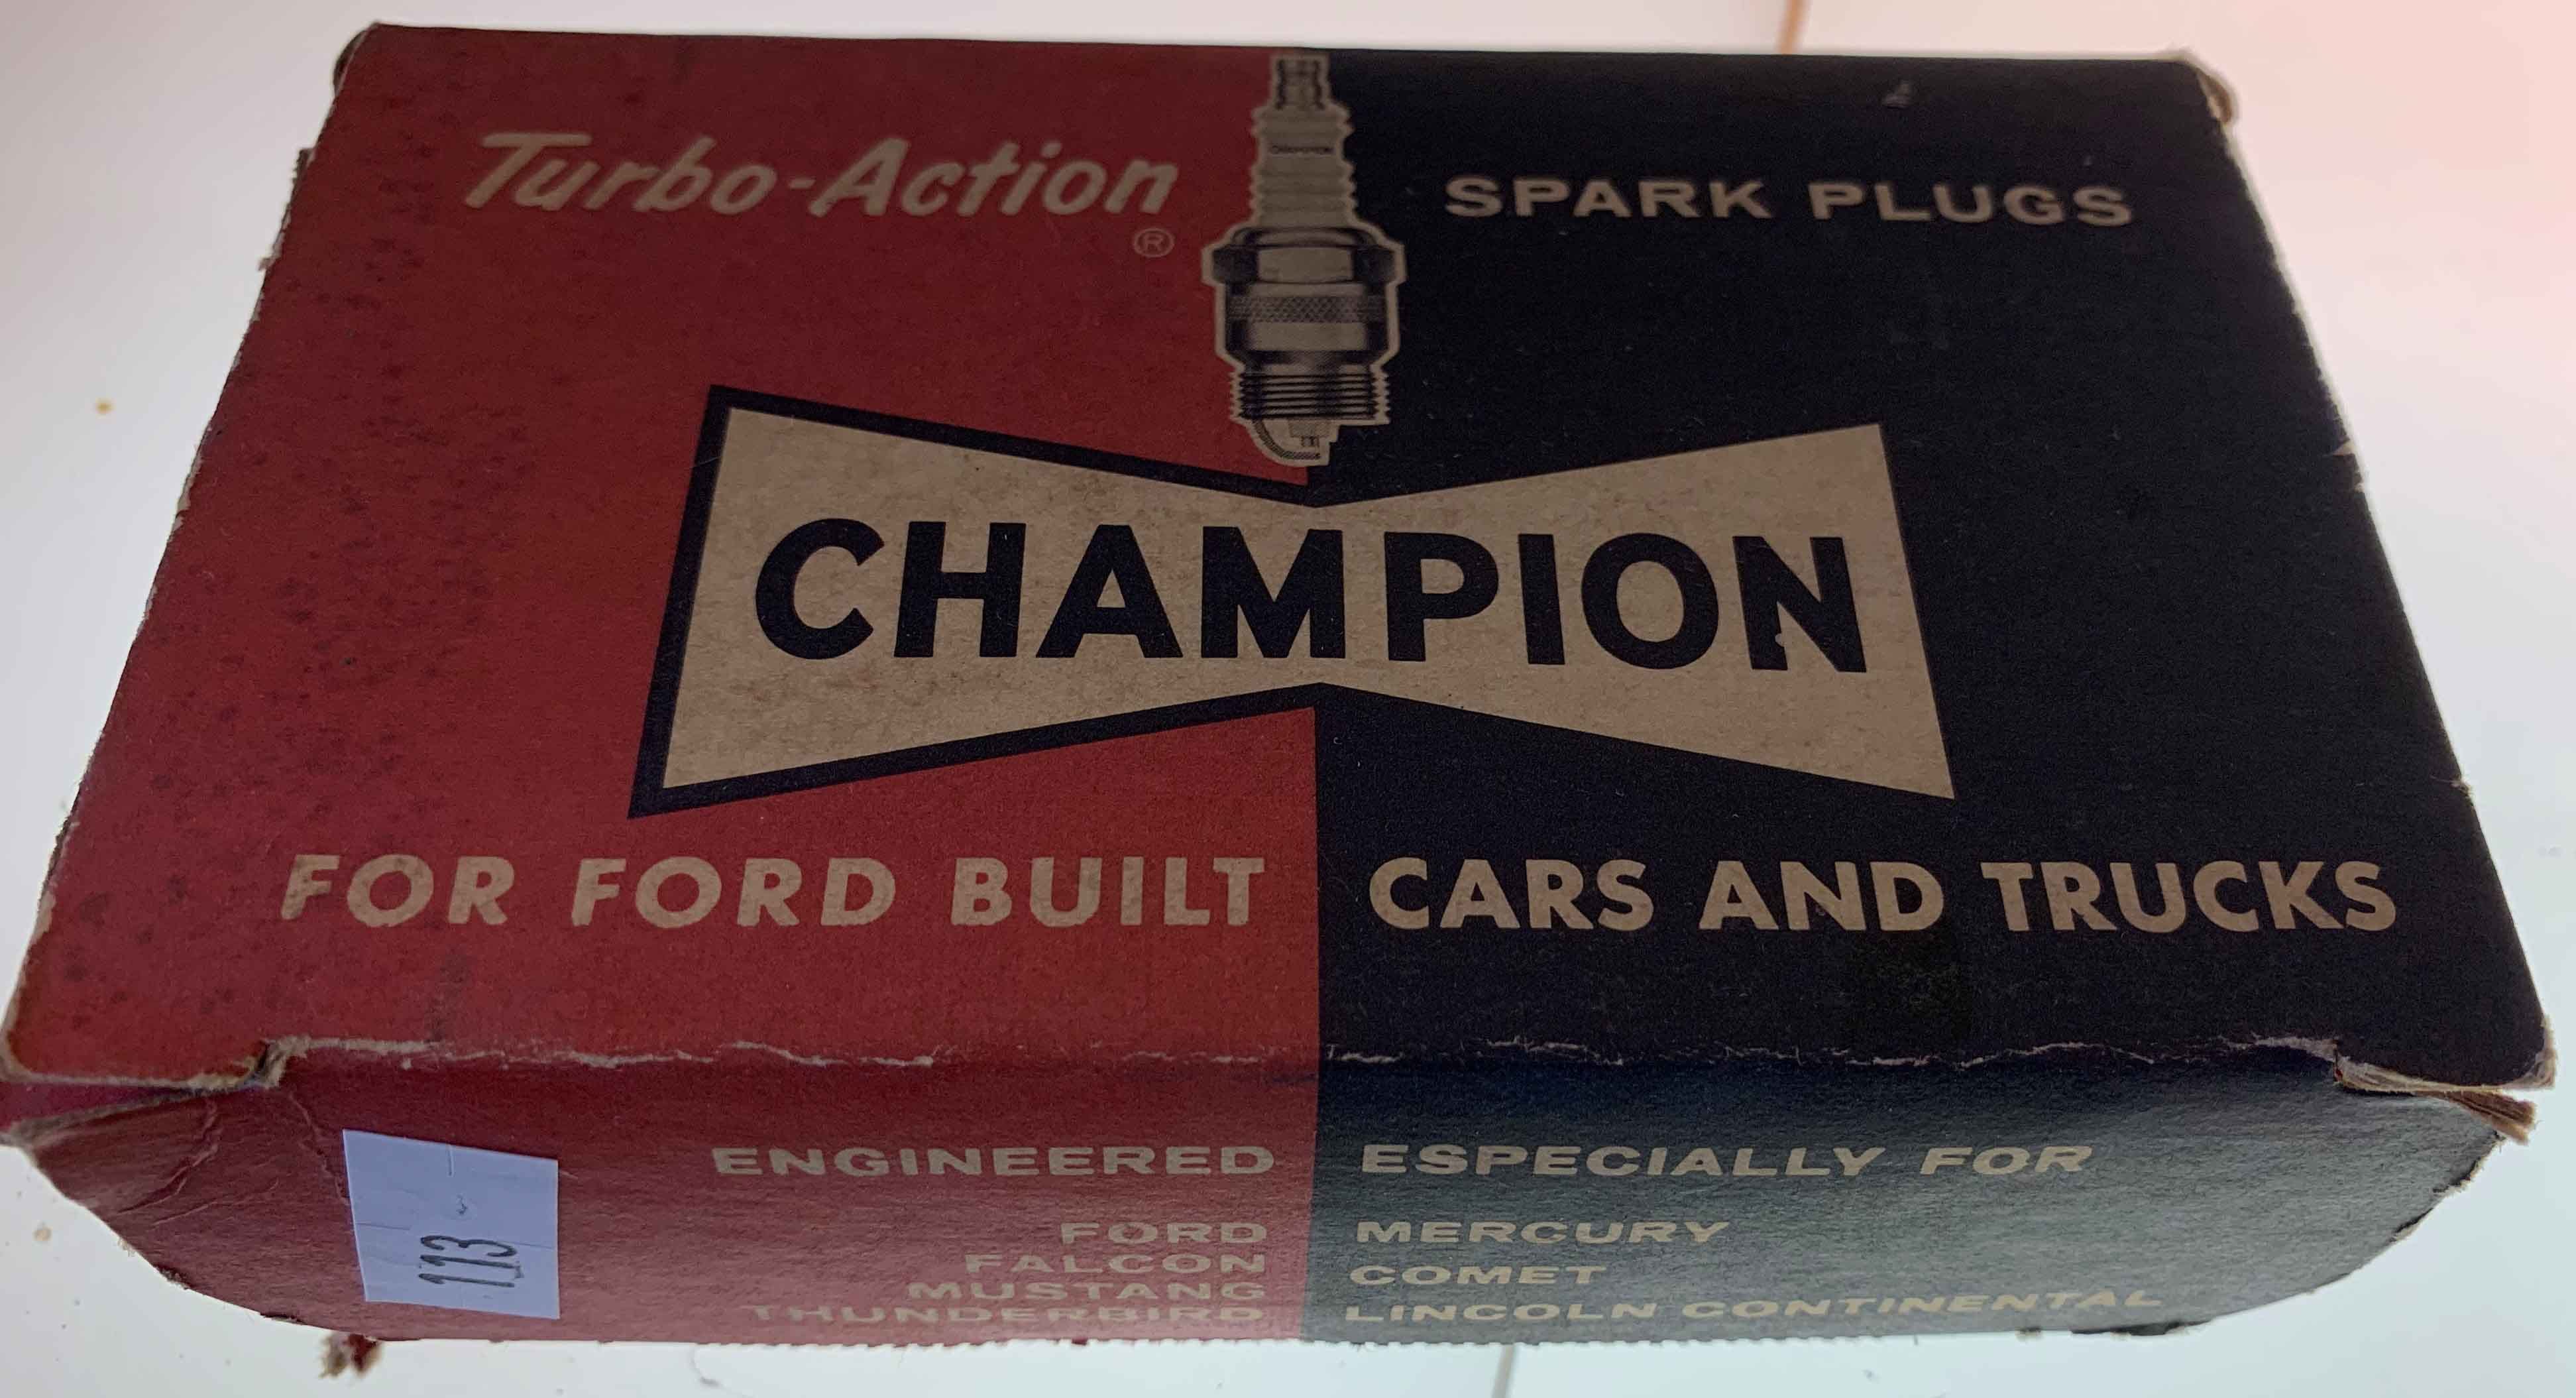 Turbo-Action ® SPARK PLUGS
CHAMPION
CHAMPION
FOR FORD BUILT CARS AND TRUCKS
ENGINEERED ESPECIALLY FOR
FORD MERCURY
FALCON COMET
MUSTANG
THUNDERBIRD LINCOLN CONTINENTAL